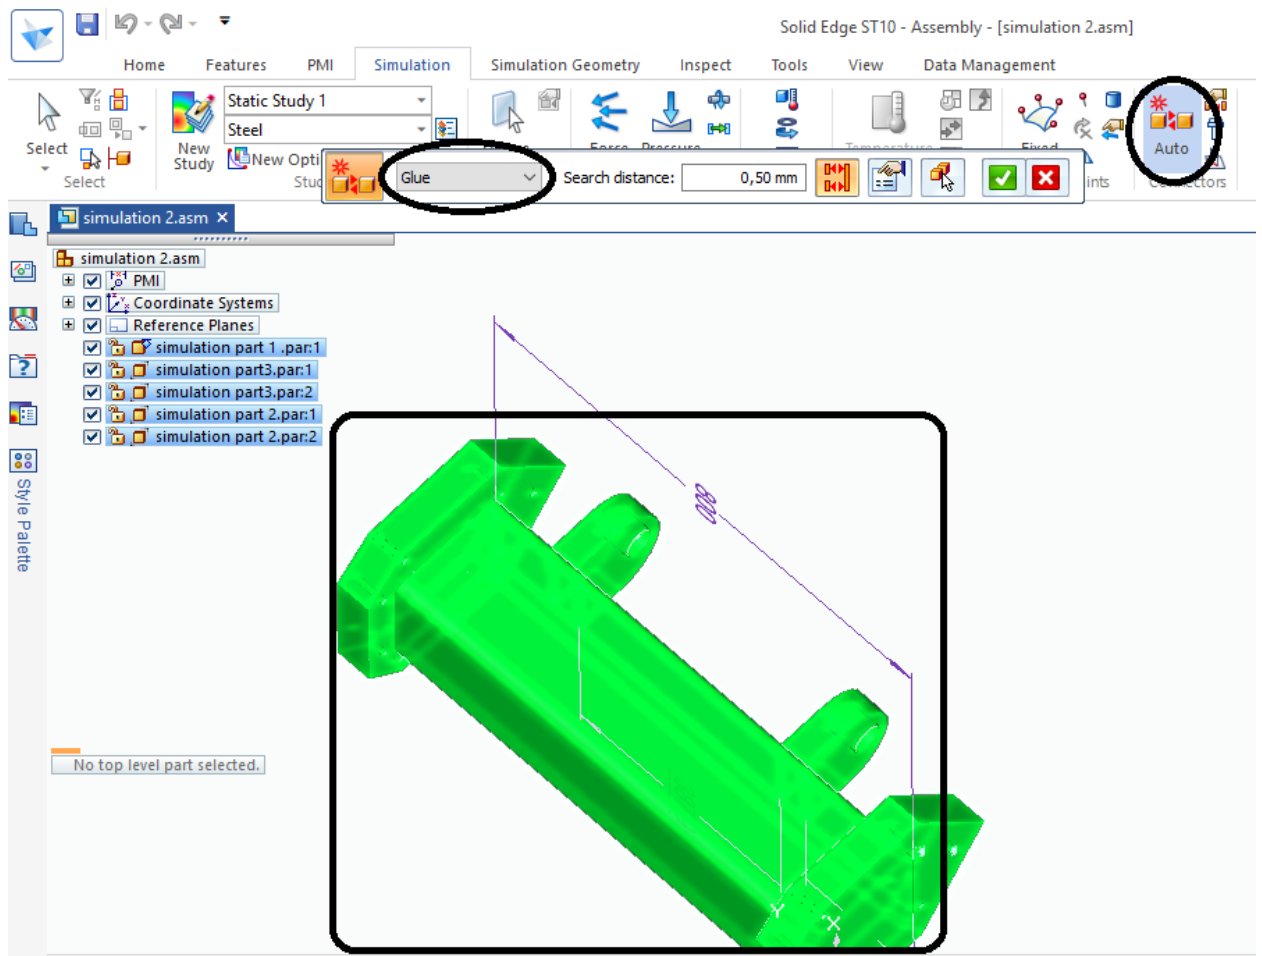 Solid Edge ST10 - Assembly - [simulation 2.asm]
Home Features PMI Simulation Simulation Geometry Inspect Tools View Data Management
Static Study 1
Steel
Select
New Study
New Opti
Auto
Select
Glue
Search distance: 0,50 mm
simulation 2.asm
simulation 2.asm
PMI
Coordinate Systems
Reference Planes
simulation part 1 .par:1
simulation part3.par:1
simulation part3.par:2
simulation part 2.par:1
simulation part 2.par:2
Style Palette
800
No top level part selected.
Y
X